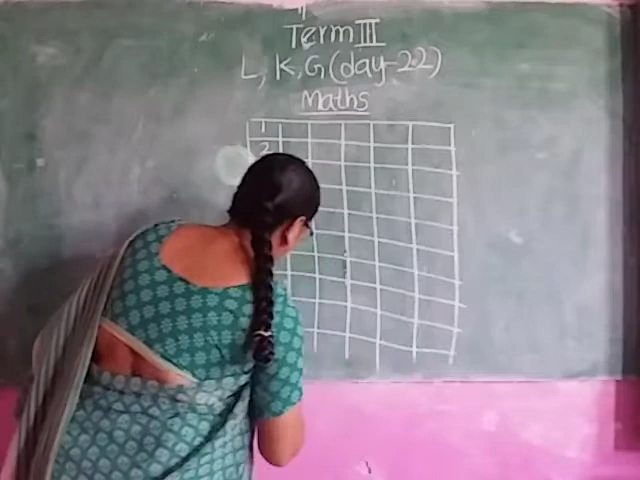 Term III
L, K, G (day-22)
Maths
1
2